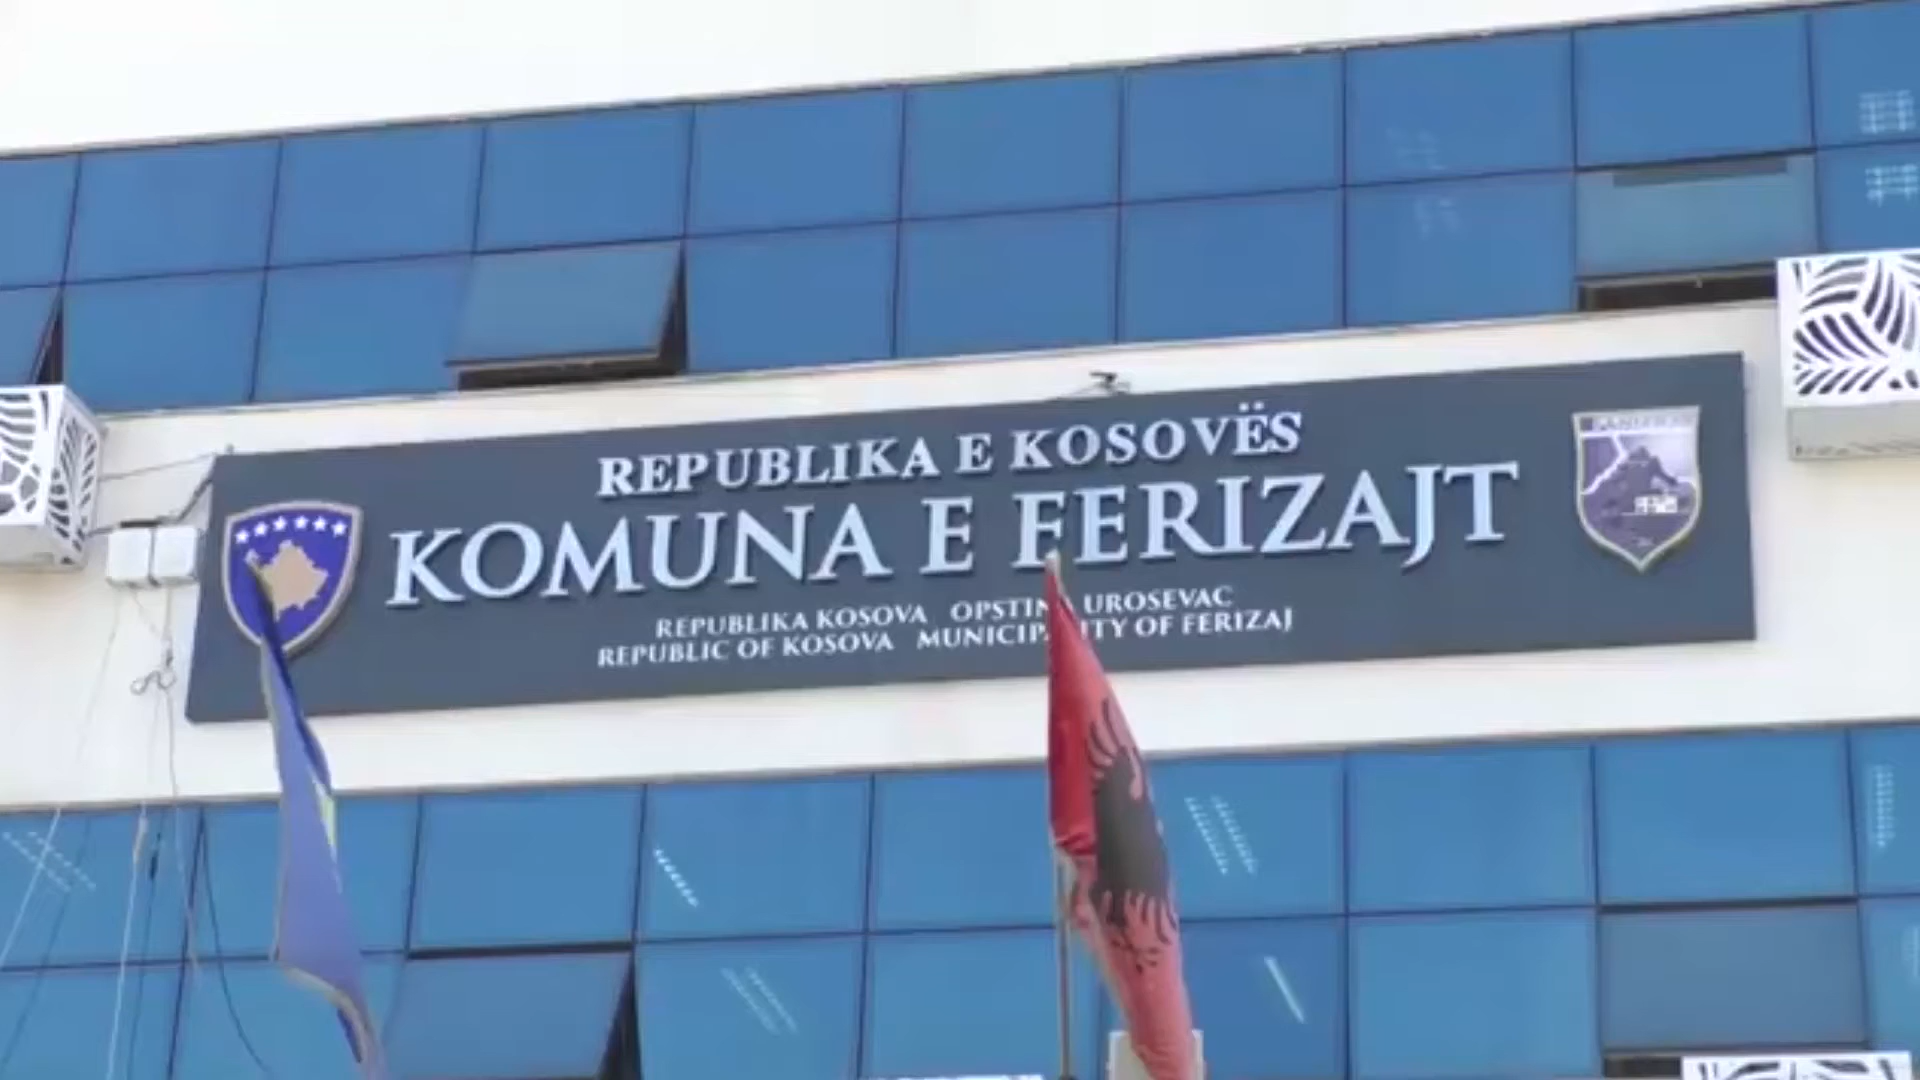 REPUBLIKA E KOSOVËS
KOMUNA E FERIZAJT
REPUBLIKA KOSOVA OPSTINA UROSEVAC
REPUBLIC OF KOSOVA MUNICIPALITY OF FERIZAJ